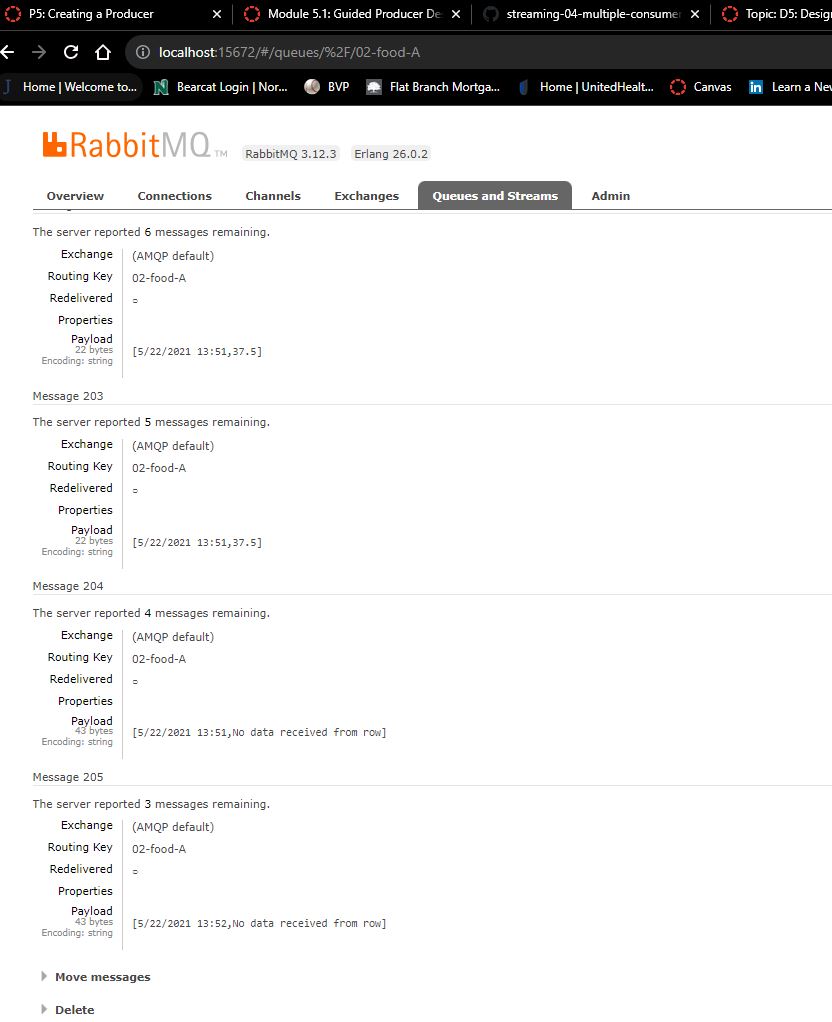 P5: Creating a Producer
Module 5.1: Guided Producer De
streaming-04-multiple-consume
Topic: D5: Desig
localhost:15672/#/queues/%2F/02-food-A
Home | Welcome to...
Bearcat Login | Nor...
BVP
Flat Branch Mortga...
Home | UnitedHealt...
Canvas
Learn a New
RabbitMQ TM
RabbitMQ 3.12.3
Erlang 26.0.2
Overview
Connections
Channels
Exchanges
Queues and Streams
Admin
The server reported 6 messages remaining.
Exchange (AMQP default)
Routing Key 02-food-A
Redelivered ○
Properties
Payload
22 bytes
Encoding: string
[5/22/2021 13:51,37.5]
Message 203
The server reported 5 messages remaining.
Exchange (AMQP default)
Routing Key 02-food-A
Redelivered ○
Properties
Payload
22 bytes
Encoding: string
[5/22/2021 13:51,37.5]
Message 204
The server reported 4 messages remaining.
Exchange (AMQP default)
Routing Key 02-food-A
Redelivered ○
Properties
Payload
43 bytes
Encoding: string
[5/22/2021 13:51,No data received from row]
Message 205
The server reported 3 messages remaining.
Exchange (AMQP default)
Routing Key 02-food-A
Redelivered ○
Properties
Payload
43 bytes
Encoding: string
[5/22/2021 13:52,No data received from row]
Move messages
Delete